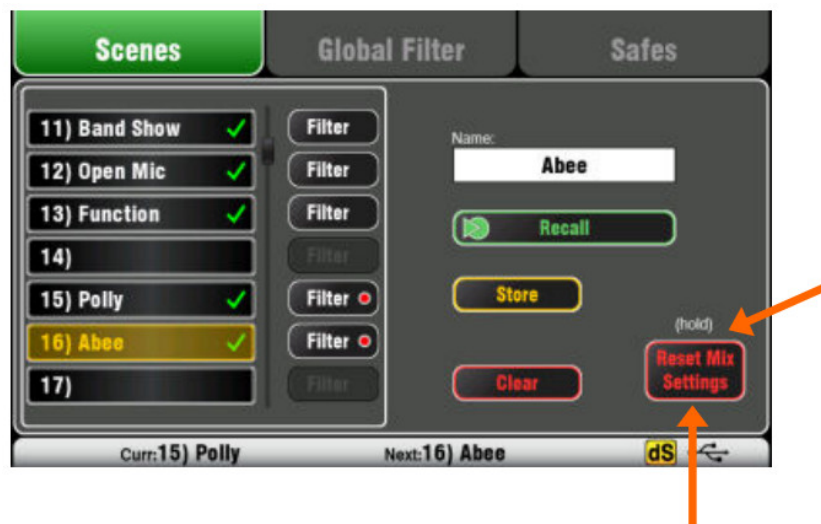 Scenes
Global Filter
Safes
11) Band Show
Filter
12) Open Mic
Filter
13) Function
Filter
14)
Filter
15) Polly
Filter
16) Abee
Filter
17)
Filter
Name:
Abee
Recall
Store
(hold)
Reset Mix
Settings
Clear
Curr:15) Polly
Next:16) Abee
dS